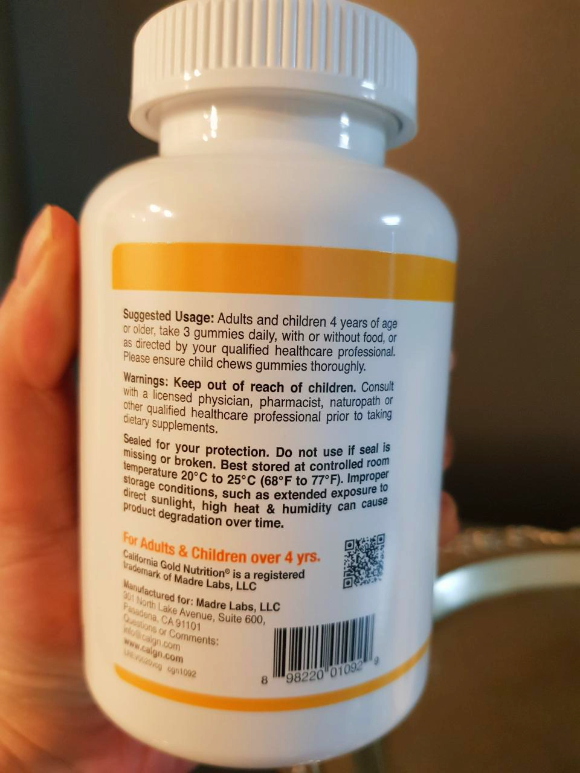 Suggested Usage: Adults and children 4 years of age
or older, take 3 gummies daily, with or without food, or
as directed by your qualified healthcare professional.
Please ensure child chews gummies thoroughly.
Warnings: Keep out of reach of children. Consult
with a licensed physician, pharmacist, naturopath or
other qualified healthcare professional prior to taking
dietary supplements.
Sealed for your protection. Do not use if seal is
missing or broken. Best stored at controlled room
temperature 20°C to 25°C (68°F to 77°F). Improper
storage conditions, such as extended exposure to
direct sunlight, high heat & humidity can cause
product degradation over time.
For Adults & Children over 4 yrs.
California Gold Nutrition® is a registered
trademark of Madre Labs, LLC
Manufactured for: Madre Labs, LLC
301 North Lake Avenue, Suite 600,
Pasadena, CA 91101
Questions or Comments:
info@calgn.com
www.calgn.com
cgn1092
8 98220 01092 9